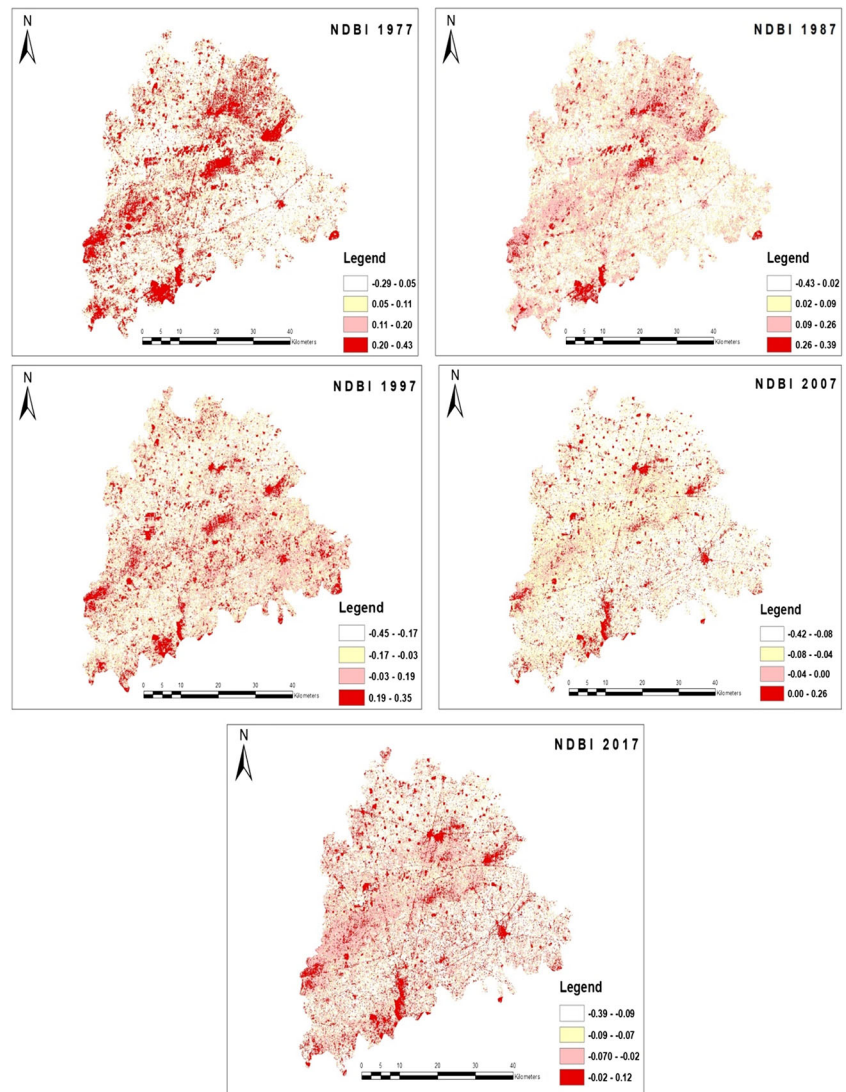 N
NDBI 1977
Legend
-0.29 - 0.05
0.05 - 0.11
0.11 - 0.20
0.20 - 0.43
0 5 10 20 30 40
Kilometers
N
NDBI 1987
Legend
-0.43 - 0.02
0.02 - 0.09
0.09 - 0.26
0.26 - 0.39
0 5 10 20 30 40
Kilometers
N
NDBI 1997
Legend
-0.45 - -0.17
-0.17 - -0.03
-0.03 - 0.19
0.19 - 0.35
0 5 10 20 30 40
Kilometers
N
NDBI 2007
Legend
-0.42 - -0.08
-0.08 - -0.04
-0.04 - 0.00
0.00 - 0.26
0 5 10 20 30 40
Kilometers
N
NDBI 2017
Legend
-0.39 - -0.09
-0.09 - -0.07
-0.070 - -0.02
-0.02 - 0.12
0 5 10 20 30 40
Kilometers